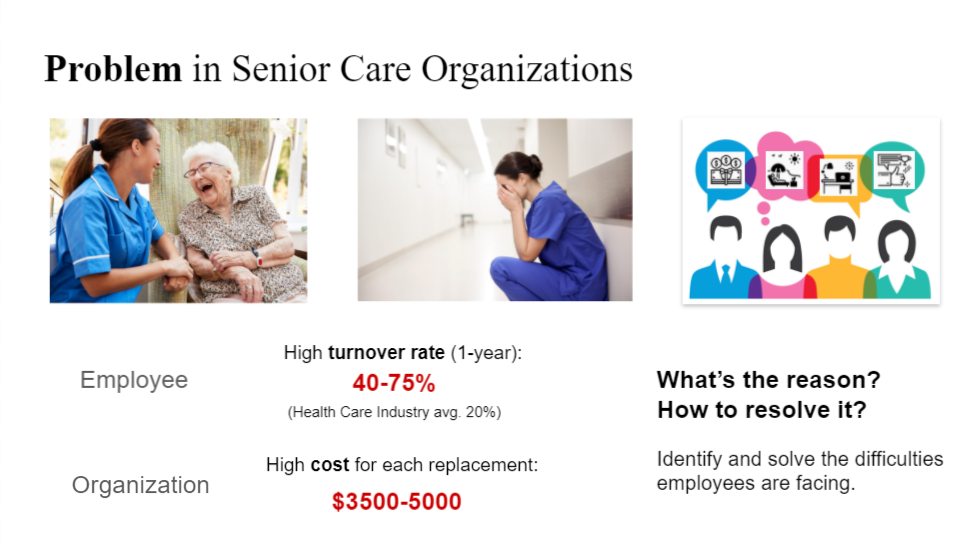 Problem in Senior Care Organizations
Employee
High turnover rate (1-year):
40-75%
(Health Care Industry avg. 20%)
Organization
High cost for each replacement:
$3500-5000
What's the reason?
How to resolve it?
Identify and solve the difficulties
employees are facing.